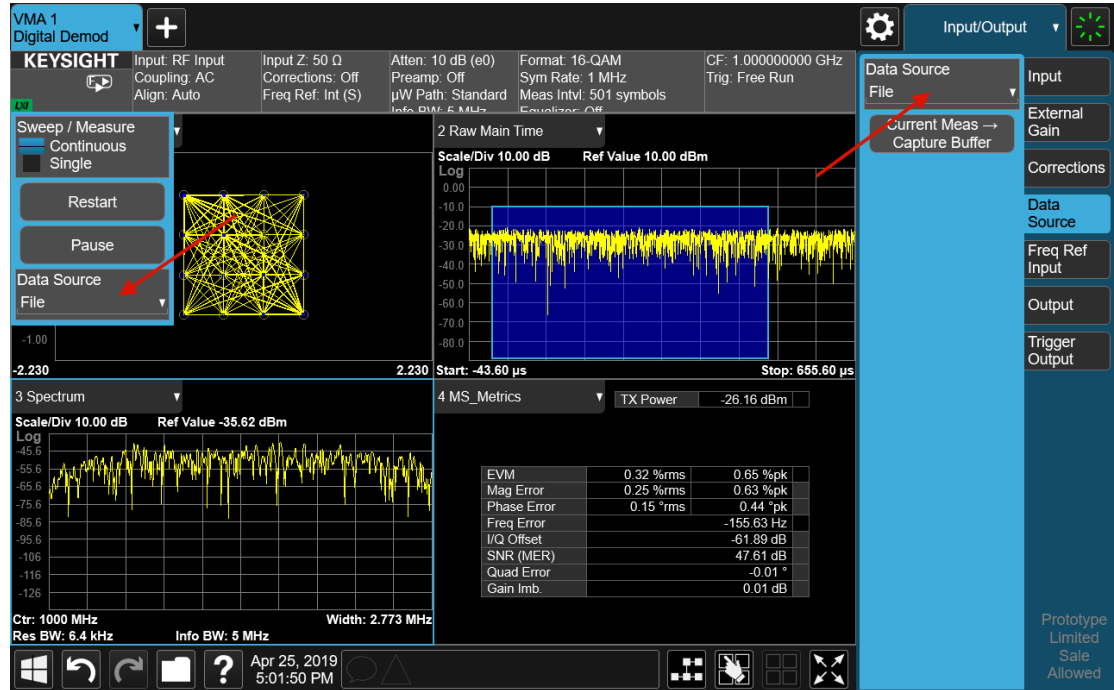 VMA 1
Digital Demod
Input/Output
KEYSIGHT
LXI
Input: RF Input
Coupling: AC
Align: Auto
Input Z: 50 Ω
Corrections: Off
Freq Ref: Int (S)
Atten: 10 dB (e0)
Preamp: Off
µW Path: Standard
Info BW: 5 MHz
Format: 16-QAM
Sym Rate: 1 MHz
Meas Intvl: 501 symbols
Equalizer: Off
CF: 1.000000000 GHz
Trig: Free Run
Sweep / Measure
Continuous
Single
Restart
Pause
Data Source
File
-1.00
-2.230
2.230
2 Raw Main Time
Scale/Div 10.00 dB
Ref Value 10.00 dBm
Log
0.00
-10.0
-20.0
-30.0
-40.0
-50.0
-60.0
-70.0
-80.0
Start: -43.60 µs
Stop: 655.60 µs
3 Spectrum
Scale/Div 10.00 dB
Ref Value -35.62 dBm
Log
-45.6
-55.6
-65.6
-75.6
-85.6
-95.6
-106
-116
-126
Ctr: 1000 MHz
Width: 2.773 MHz
Res BW: 6.4 kHz
Info BW: 5 MHz
4 MS_Metrics
TX Power -26.16 dBm
EVM 0.32 %rms 0.65 %pk
Mag Error 0.25 %rms 0.63 %pk
Phase Error 0.15 °rms 0.44 °pk
Freq Error -155.63 Hz
I/Q Offset -61.89 dB
SNR (MER) 47.61 dB
Quad Error -0.01 °
Gain Imb. 0.01 dB
Data Source
File
Current Meas →
Capture Buffer
Input
External
Gain
Corrections
Data
Source
Freq Ref
Input
Output
Trigger
Output
Prototype
Limited
Sale
Allowed
?
Apr 25, 2019
5:01:50 PM